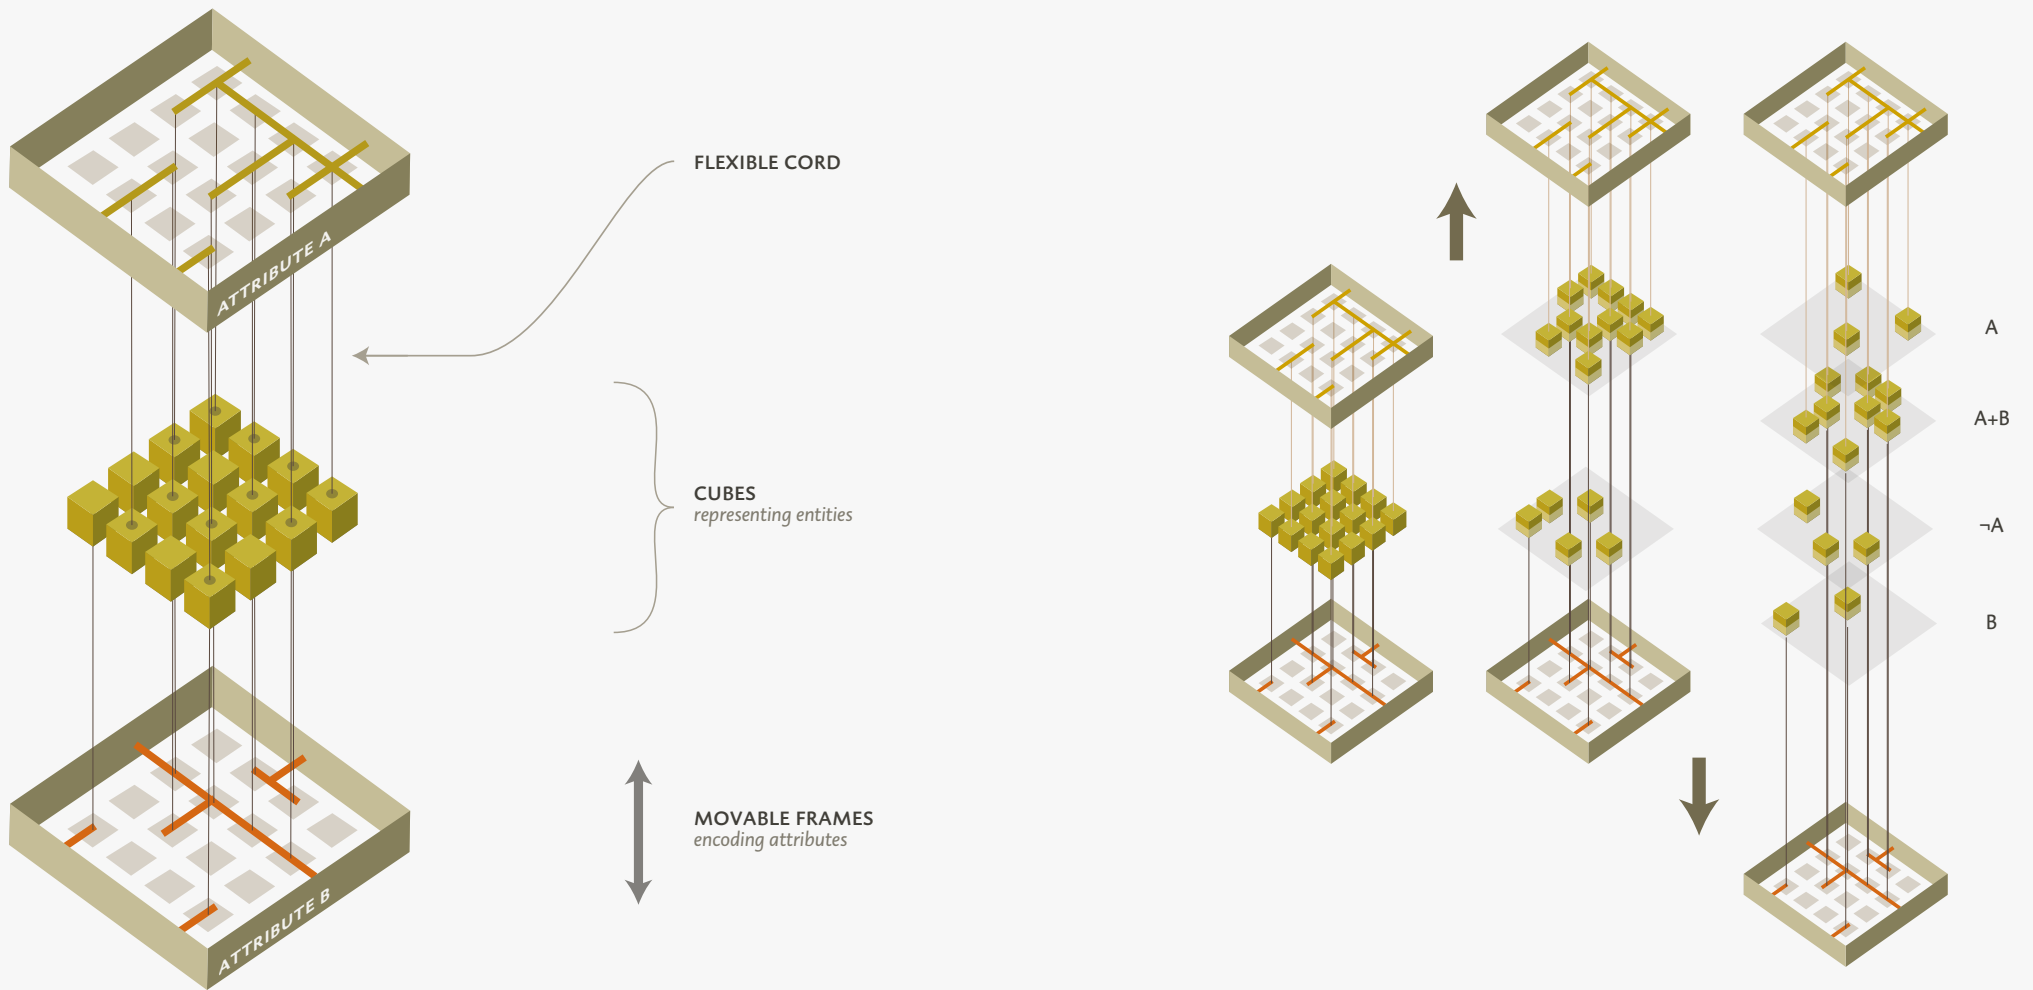 ATTRIBUTE A
FLEXIBLE CORD
CUBES
representing entities
MOVABLE FRAMES
encoding attributes
ATTRIBUTE B
A
A+B
¬A
B